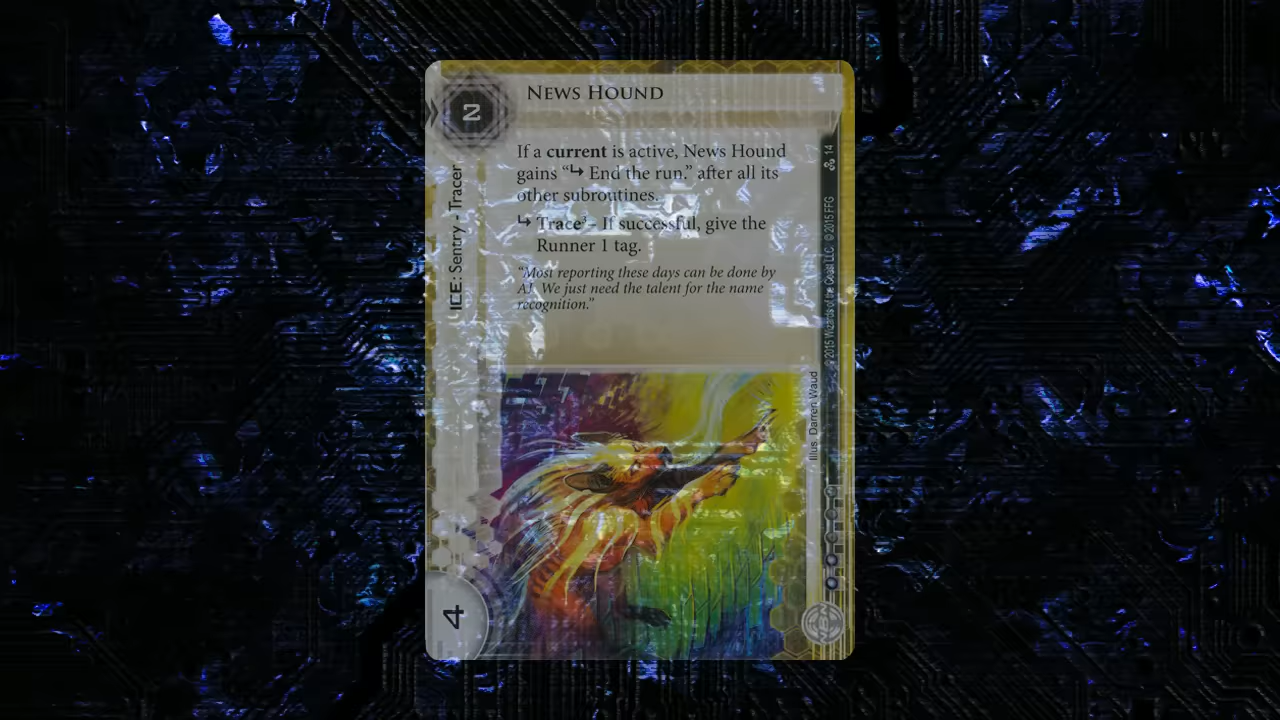 NEWS HOUND
2
If a current is active, News Hound
gains “↳ End the run.” after all its
other subroutines.
↳ Trace³– If successful, give the
Runner 1 tag.
“Most reporting these days can be done by
AI. We just need the talent for the name
recognition.”
ICE: Sentry - Tracer
4
14
©2015 Wizards of the Coast LLC. ©2015 FFG
Illus. Darren Waud